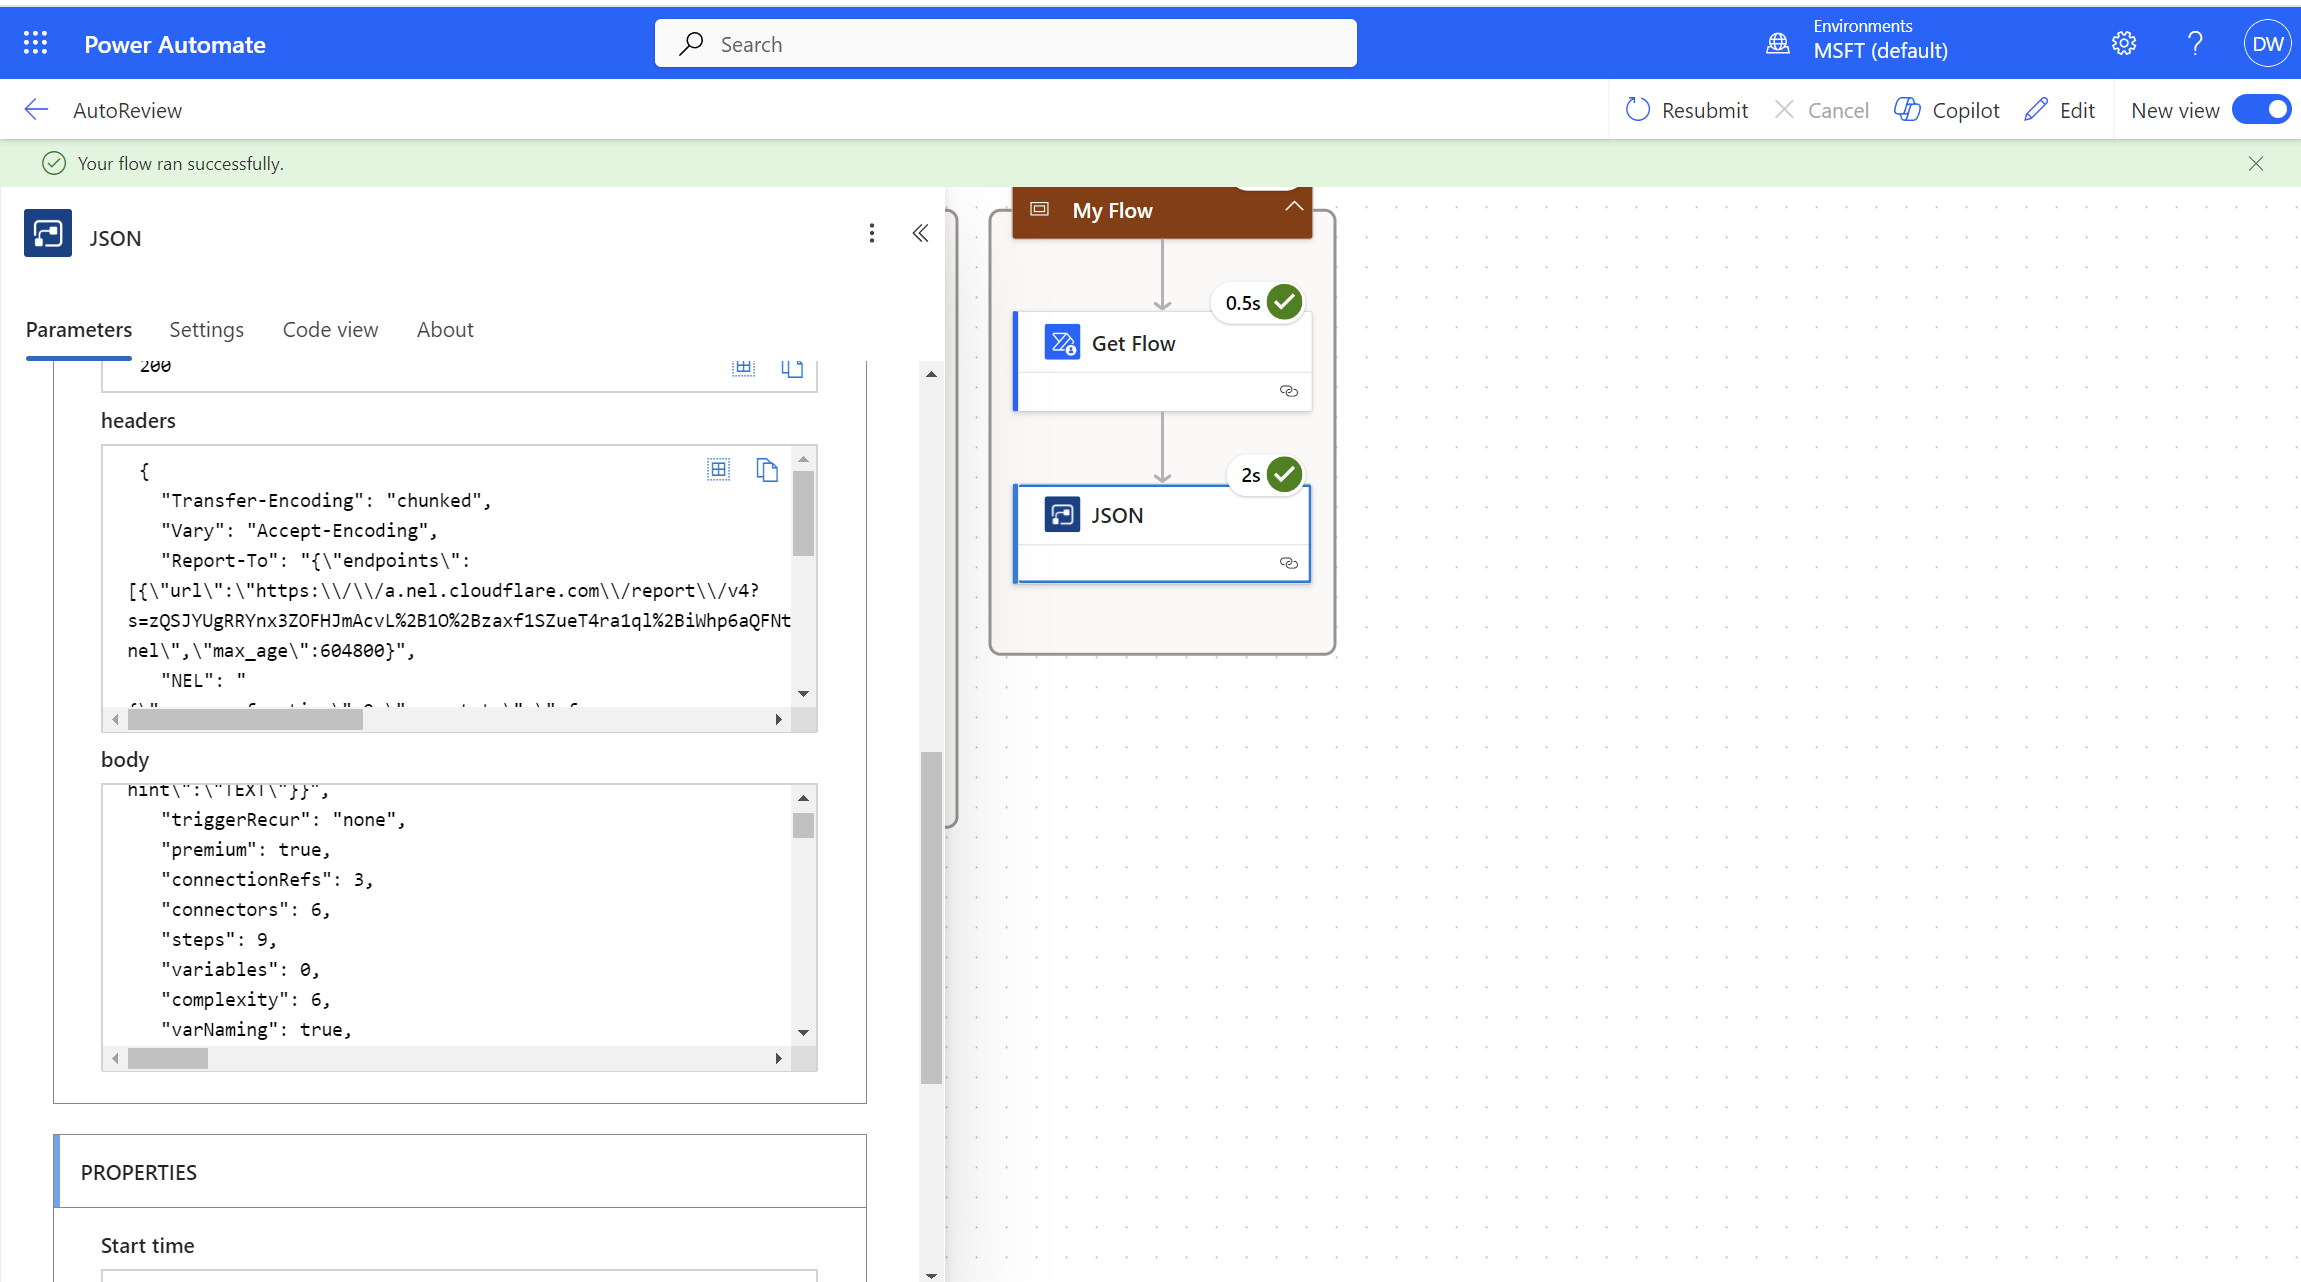 Power Automate
Search
Environments
MSFT (default)
DW
AutoReview
Resubmit
Cancel
Copilot
Edit
New view
Your flow ran successfully.
JSON
Parameters
Settings
Code view
About
200
headers
{
"Transfer-Encoding": "chunked",
"Vary": "Accept-Encoding",
"Report-To": "{\"endpoints\":
[{\"url\":\"https:\\/\\/a.nel.cloudflare.com\\/report\\/v4?
s=zQSJYUgRRYnx3ZOFHJmAcvL%2B1O%2Bzaxf1SZueT4ra1ql%2BiWhp6aQFNt
nel\",\"max_age\":604800}",
"NEL": "
body
hint\":\"TEXT\"}}",
"triggerRecur": "none",
"premium": true,
"connectionRefs": 3,
"connectors": 6,
"steps": 9,
"variables": 0,
"complexity": 6,
"varNaming": true,
PROPERTIES
Start time
My Flow
0.5s
Get Flow
2s
JSON